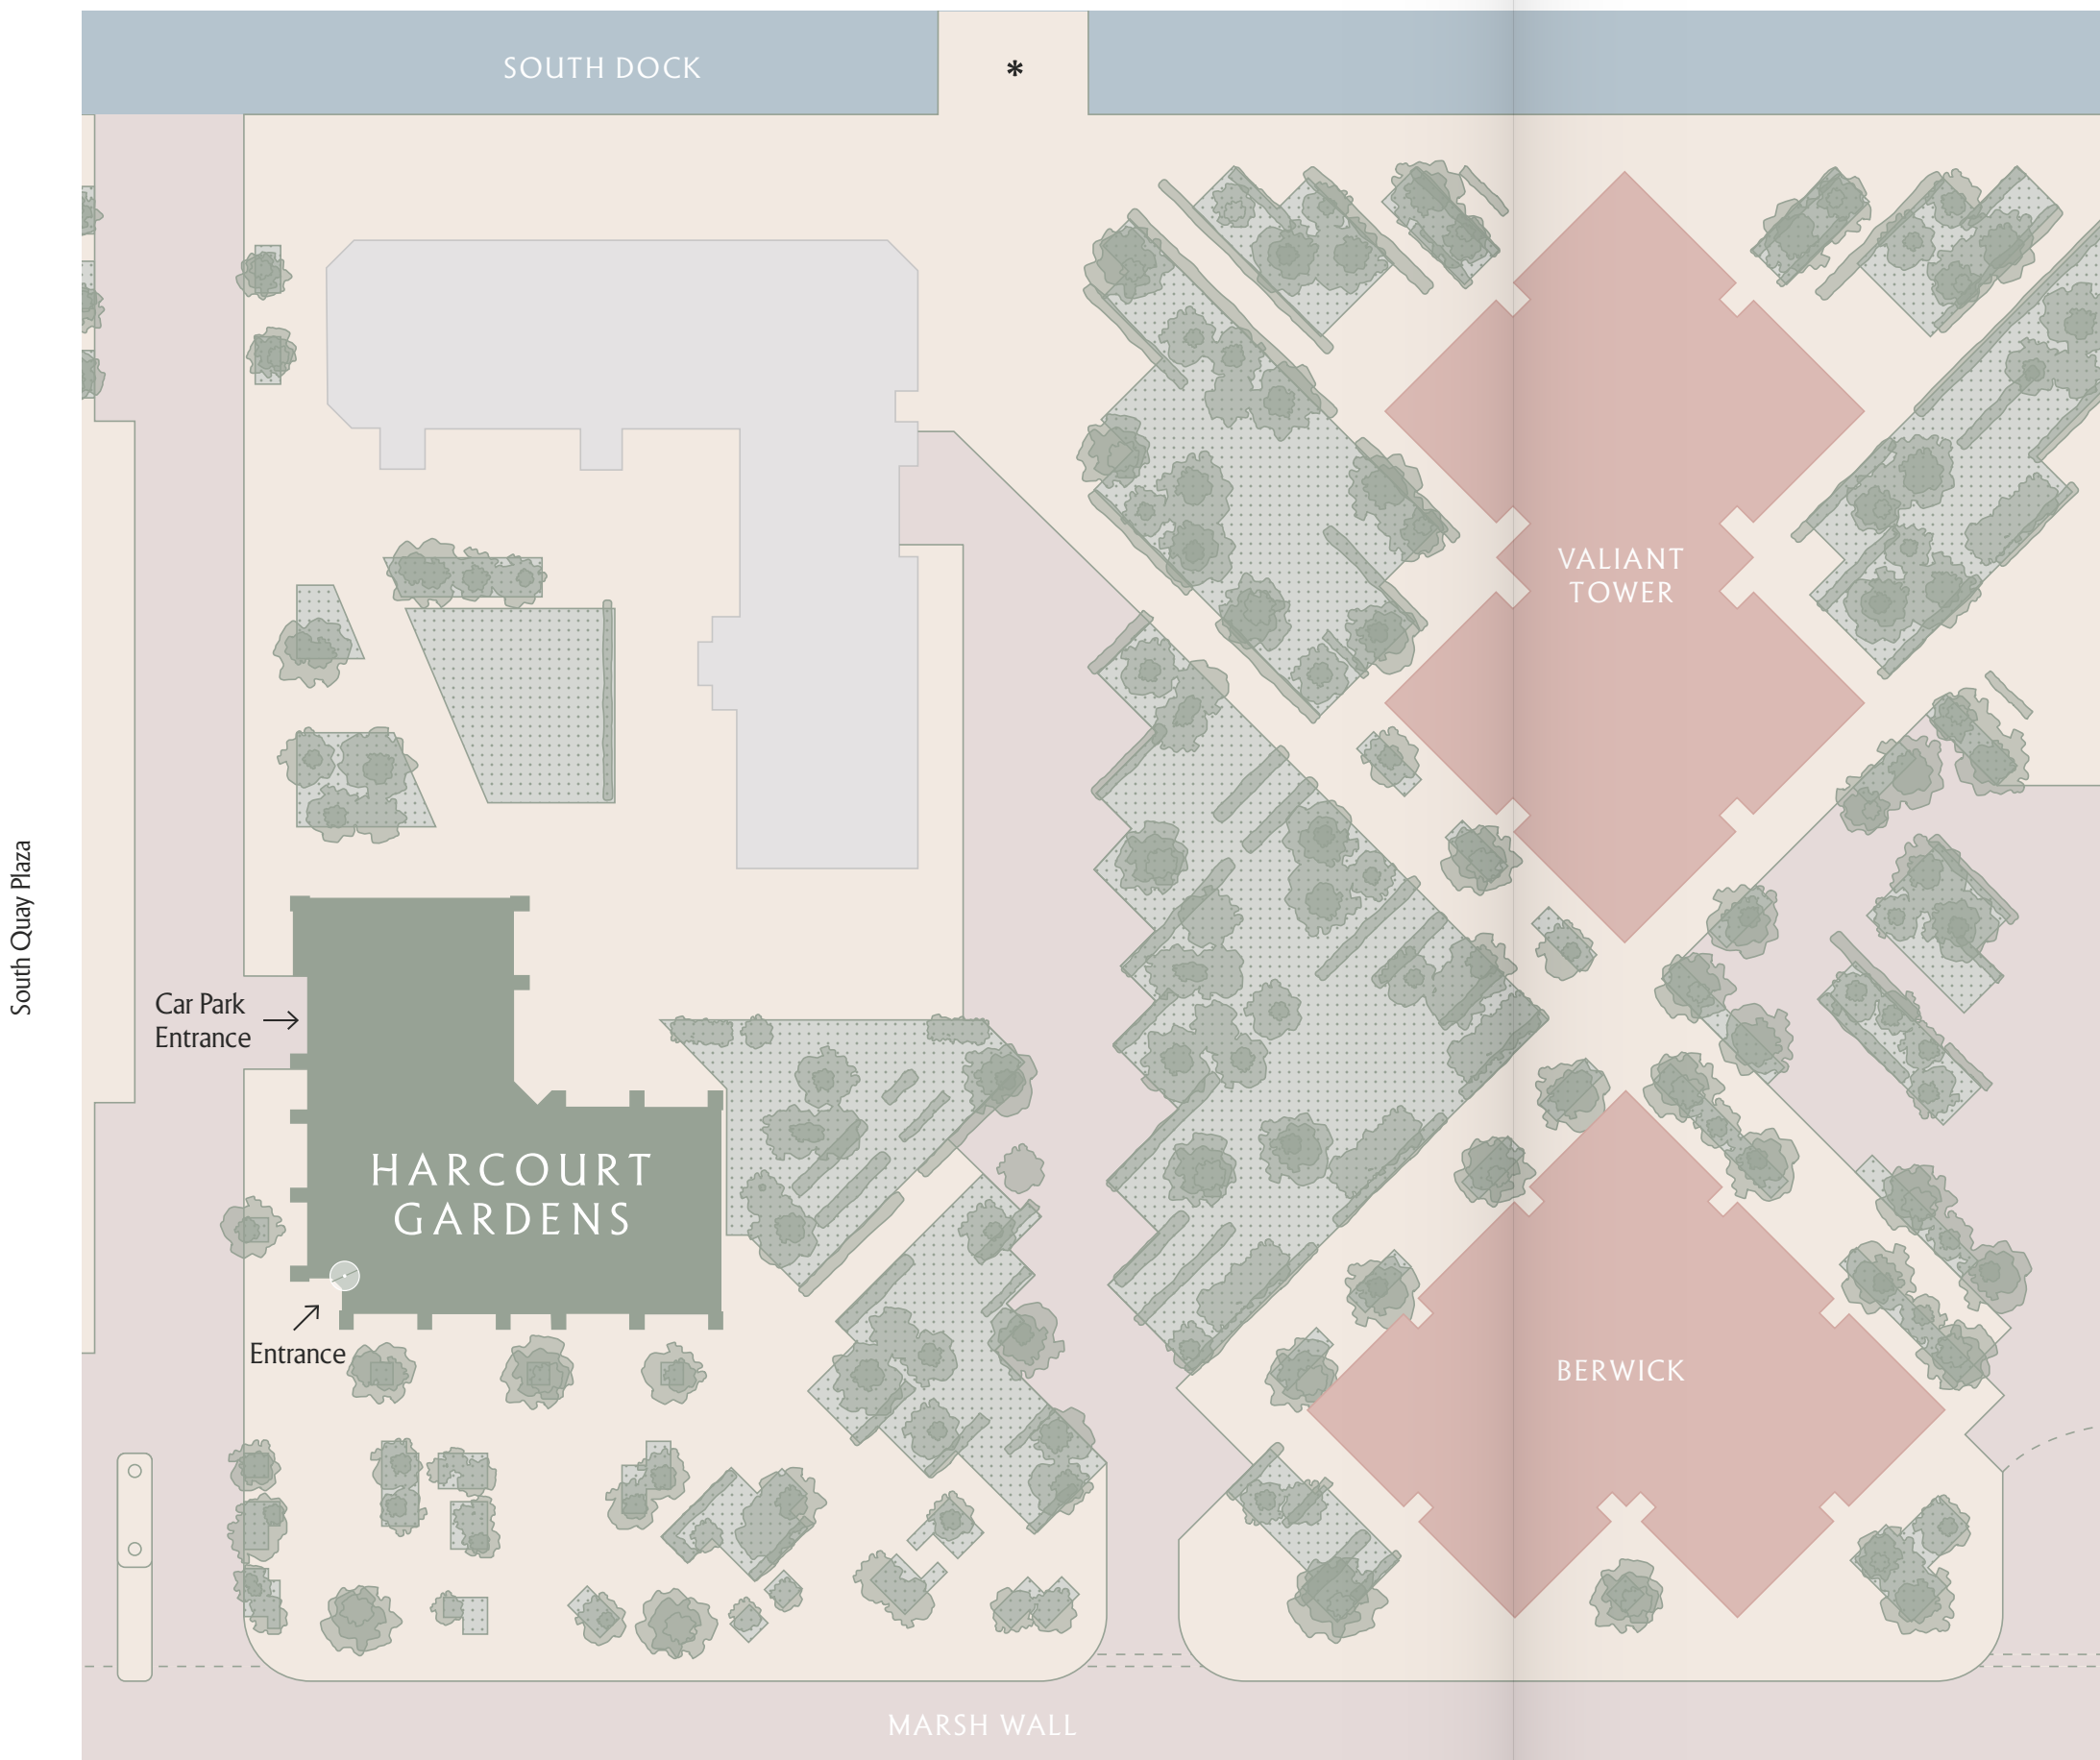 SOUTH DOCK
*
VALIANT
TOWER
South Quay Plaza
Car Park
Entrance
HARCOURT
GARDENS
Entrance
BERWICK
MARSH WALL